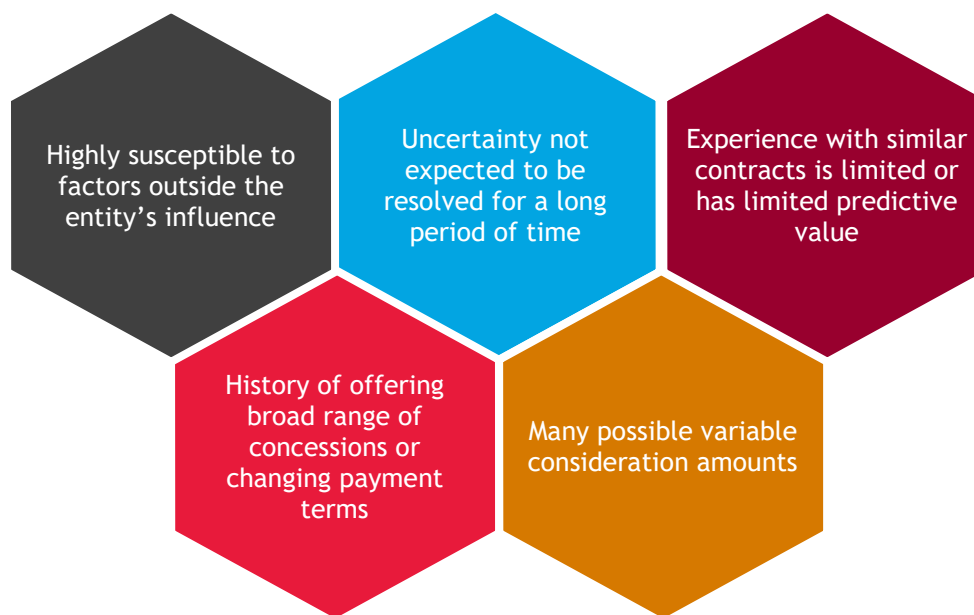 Highly susceptible to
factors outside the
entity’s influence
Uncertainty not
expected to be
resolved for a long
period of time
Experience with similar
contracts is limited or
has limited predictive
value
History of offering
broad range of
concessions or
changing payment
terms
Many possible variable
consideration amounts